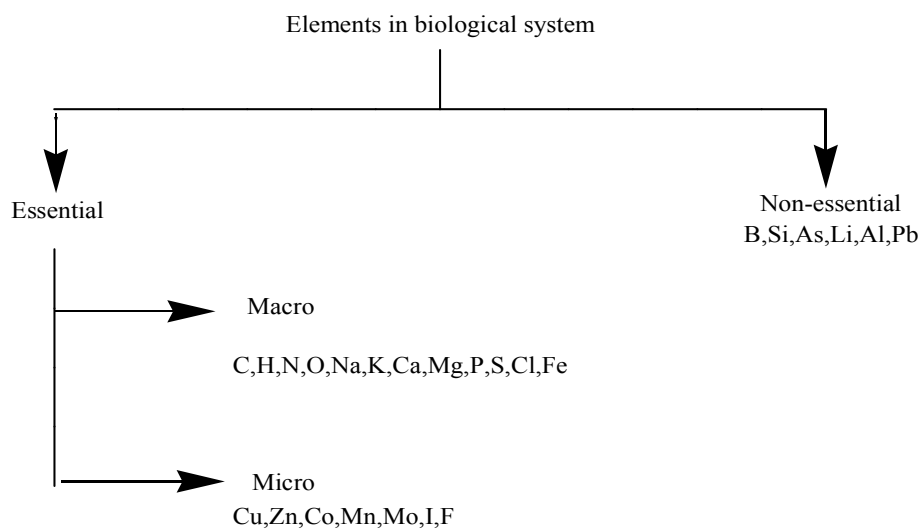 Elements in biological system
Essential
Non-essential
B,Si,As,Li,Al,Pb
Macro
C,H,N,O,Na,K,Ca,Mg,P,S,Cl,Fe
Micro
Cu,Zn,Co,Mn,Mo,I,F